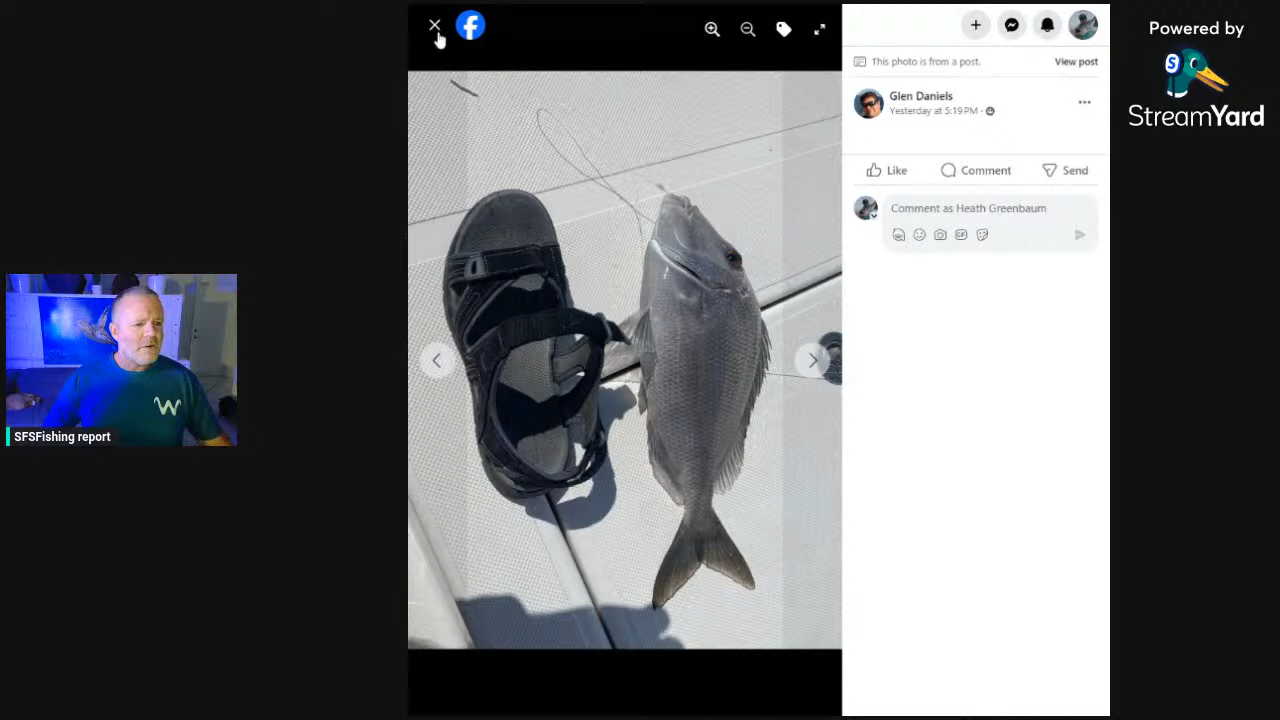 Powered by
S
StreamYard
This photo is from a post.
View post
Glen Daniels
Yesterday at 5:19 PM ·
Like
Comment
Send
Comment as Heath Greenbaum
GIF
SFSFishing report